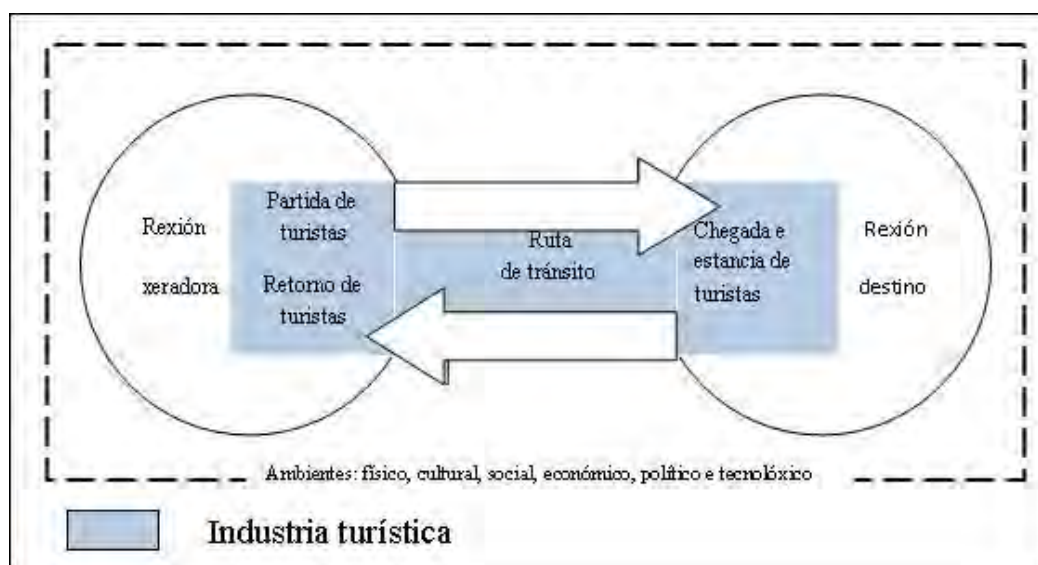 Rexión
xeradora
Partida de
turistas
Retorno de
turistas
Ruta
de tránsito
Chegada e
estancia de
turistas
Rexión
destino
Ambientes: físico, cultural, social, económico, político e tecnolóxico
Industria turística